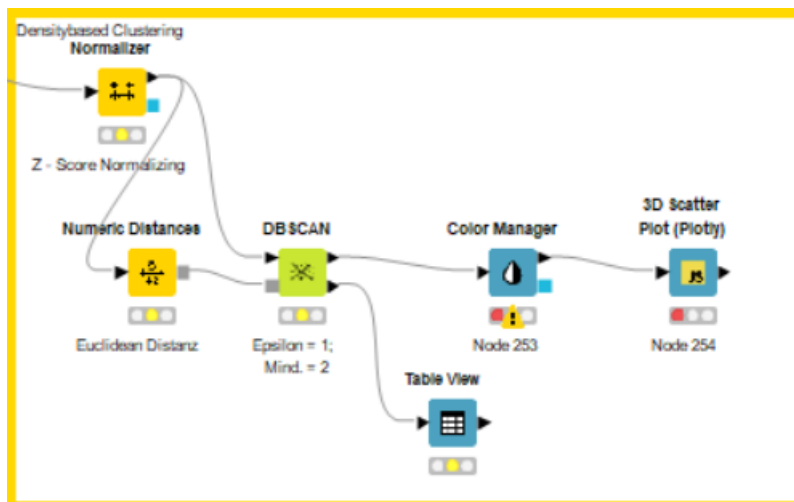 Densitybased Clustering
Normalizer
Z - Score Normalizing
Numeric Distances
Euclidean Distanz
DBSCAN
Epsilon = 1;
Mind. = 2
Color Manager
Node 253
3D Scatter
Plot (Plotly)
JS
Node 254
Table View